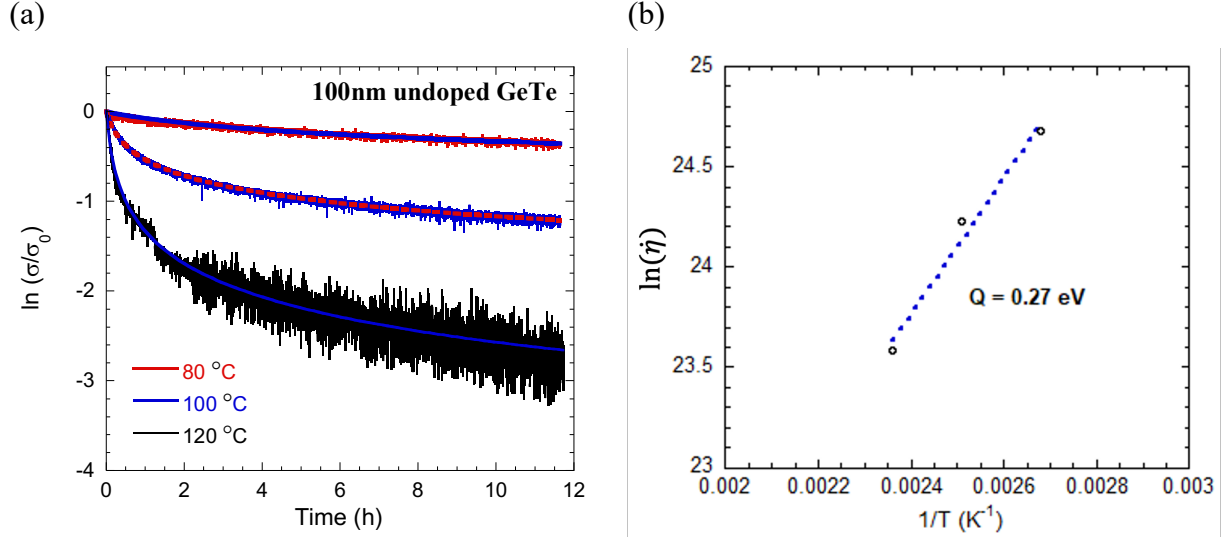 (a)
100nm undoped GeTe
ln (σ/σ0)
0
-1
-2
-3
-4
80 °C
100 °C
120 °C
0 2 4 6 8 10 12
Time (h)
(b)
25
24.5
24
23.5
23
ln(η̇)
Q = 0.27 eV
0.002 0.0022 0.0024 0.0026 0.0028 0.003
1/T (K⁻¹)